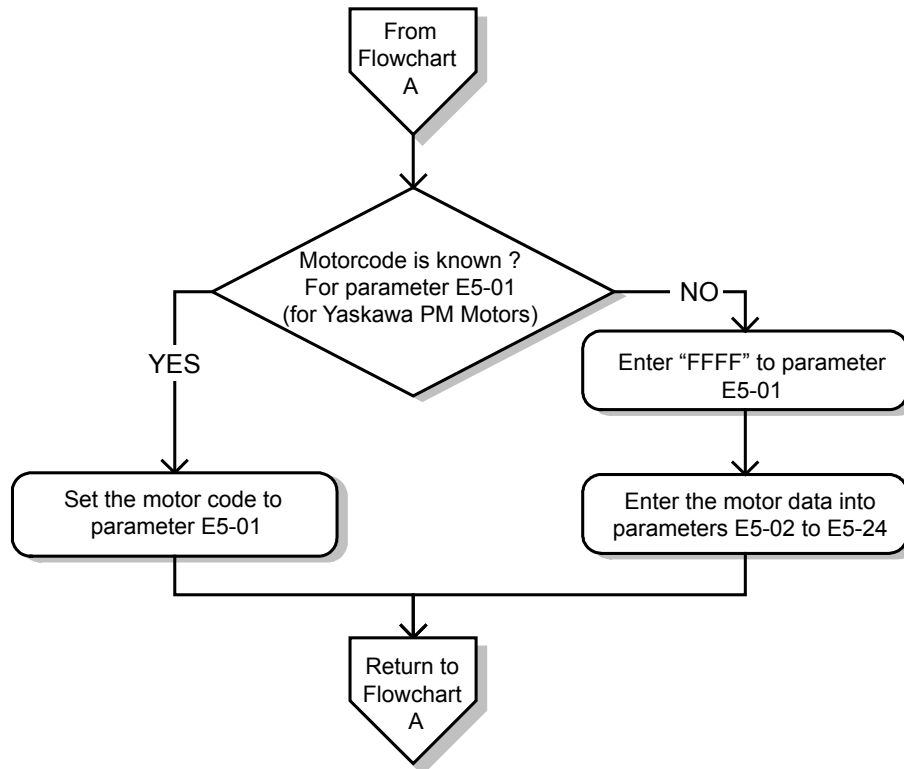 From
Flowchart
A
Motorcode is known ?
For parameter E5-01
(for Yaskawa PM Motors)
NO
YES
Enter “FFFF” to parameter
E5-01
Set the motor code to
parameter E5-01
Enter the motor data into
parameters E5-02 to E5-24
Return to
Flowchart
A